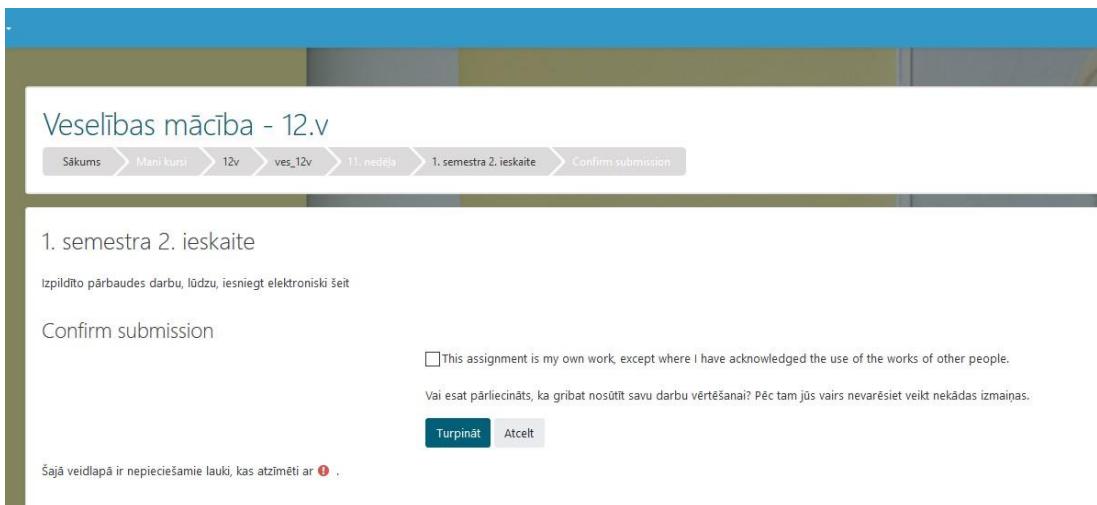 Veselības mācība - 12.v
Sākums Mani kursi 12v ves_12v 11. nedēļa 1. semestra 2. ieskaite Confirm submission
1. semestra 2. ieskaite
Izpildīto pārbaudes darbu, lūdzu, iesniegt elektroniski šeit
Confirm submission
This assignment is my own work, except where I have acknowledged the use of the works of other people.
Vai esat pārliecināts, ka gribat nosūtīt savu darbu vērtēšanai? Pēc tam jūs vairs nevarēsiet veikt nekādas izmaiņas.
Turpināt Atcelt
Šajā veidlapā ir nepieciešamie lauki, kas atzīmēti ar ! .